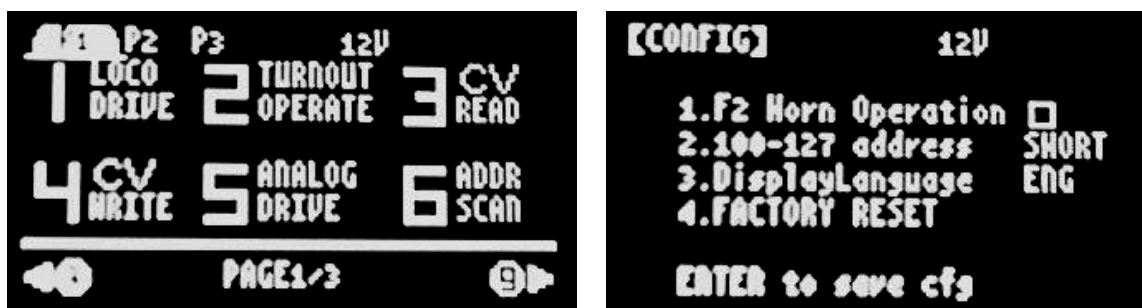 P1 P2 P3 12V
1 LOCO DRIVE 2 TURNOUT OPERATE 3 CV READ
4 CV WRITE 5 ANALOG DRIVE 6 ADDR SCAN
PAGE1/3 9
[CONFIG] 12V
1.F2 Horn Operation
2.100-127 address SHORT
3.DisplayLanguage ENG
4.FACTORY RESET
ENTER to save cfg